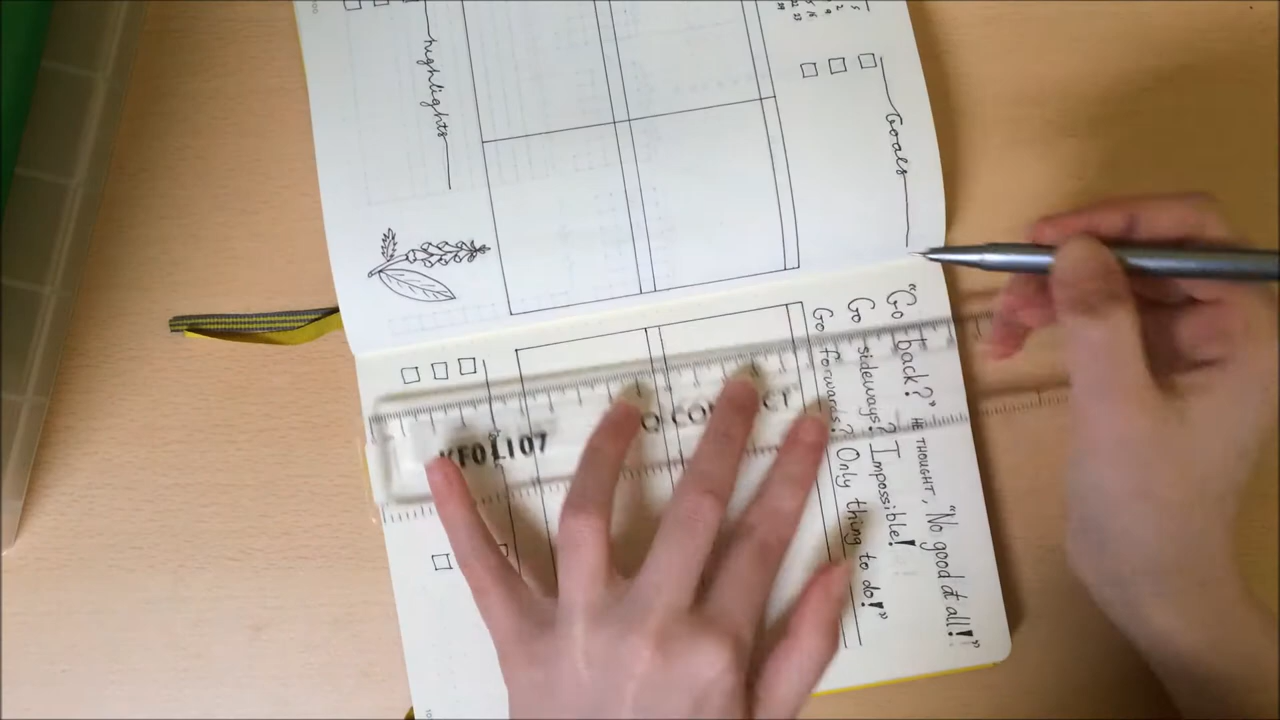 highlights
Goals
"Go back?" HE THOUGHT, "No good at all!"
Go sideways? Impossible!
Go forwards? Only thing to do!"
KFOLIO7